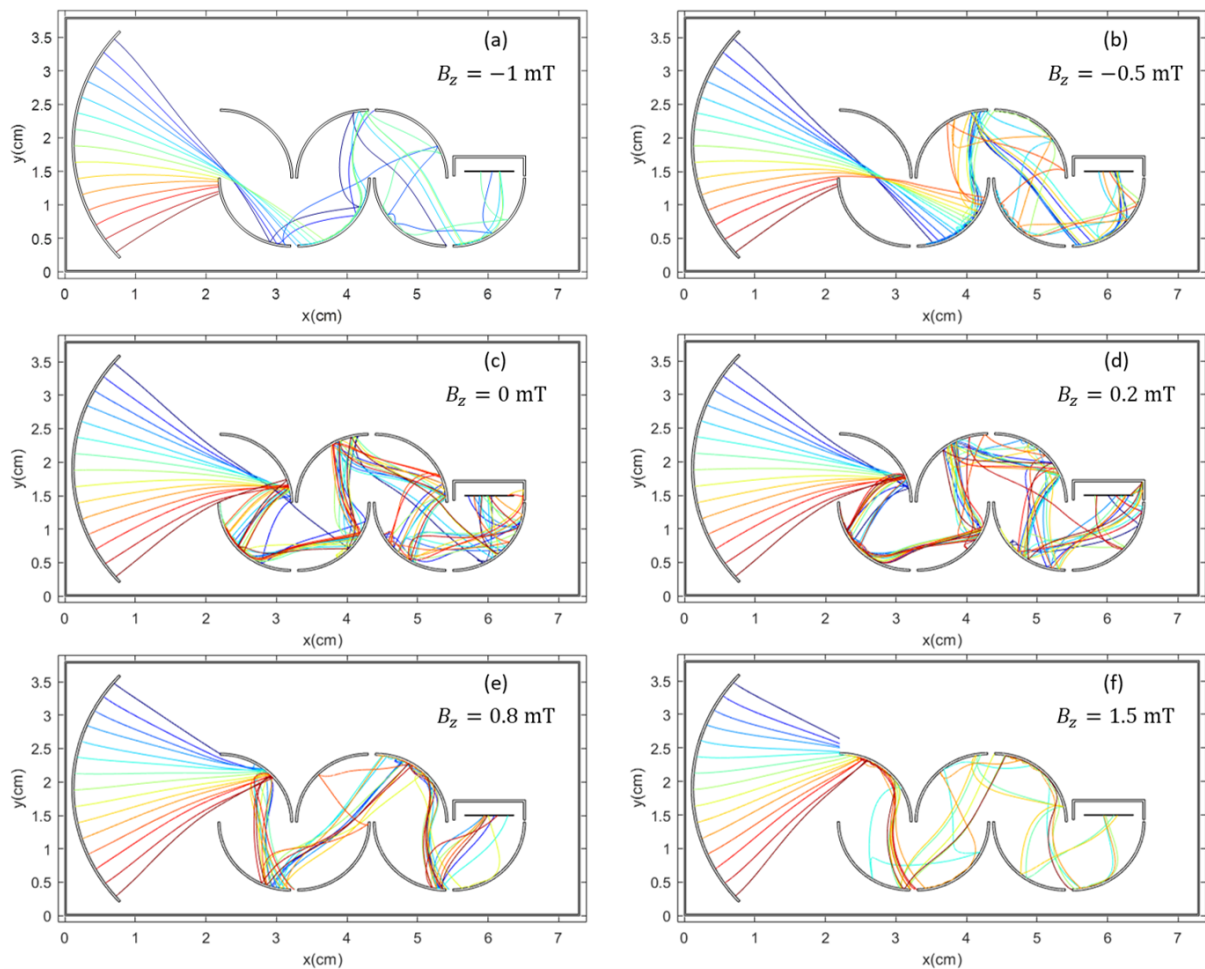 (a)
B_z = −1 mT
y(cm)
3.5
3
2.5
2
1.5
1
0.5
0
0 1 2 3 4 5 6 7
x(cm)
(b)
B_z = −0.5 mT
y(cm)
3.5
3
2.5
2
1.5
1
0.5
0
0 1 2 3 4 5 6 7
x(cm)
(c)
B_z = 0 mT
y(cm)
3.5
3
2.5
2
1.5
1
0.5
0
0 1 2 3 4 5 6 7
x(cm)
(d)
B_z = 0.2 mT
y(cm)
3.5
3
2.5
2
1.5
1
0.5
0
0 1 2 3 4 5 6 7
x(cm)
(e)
B_z = 0.8 mT
y(cm)
3.5
3
2.5
2
1.5
1
0.5
0
0 1 2 3 4 5 6 7
x(cm)
(f)
B_z = 1.5 mT
y(cm)
3.5
3
2.5
2
1.5
1
0.5
0
0 1 2 3 4 5 6 7
x(cm)